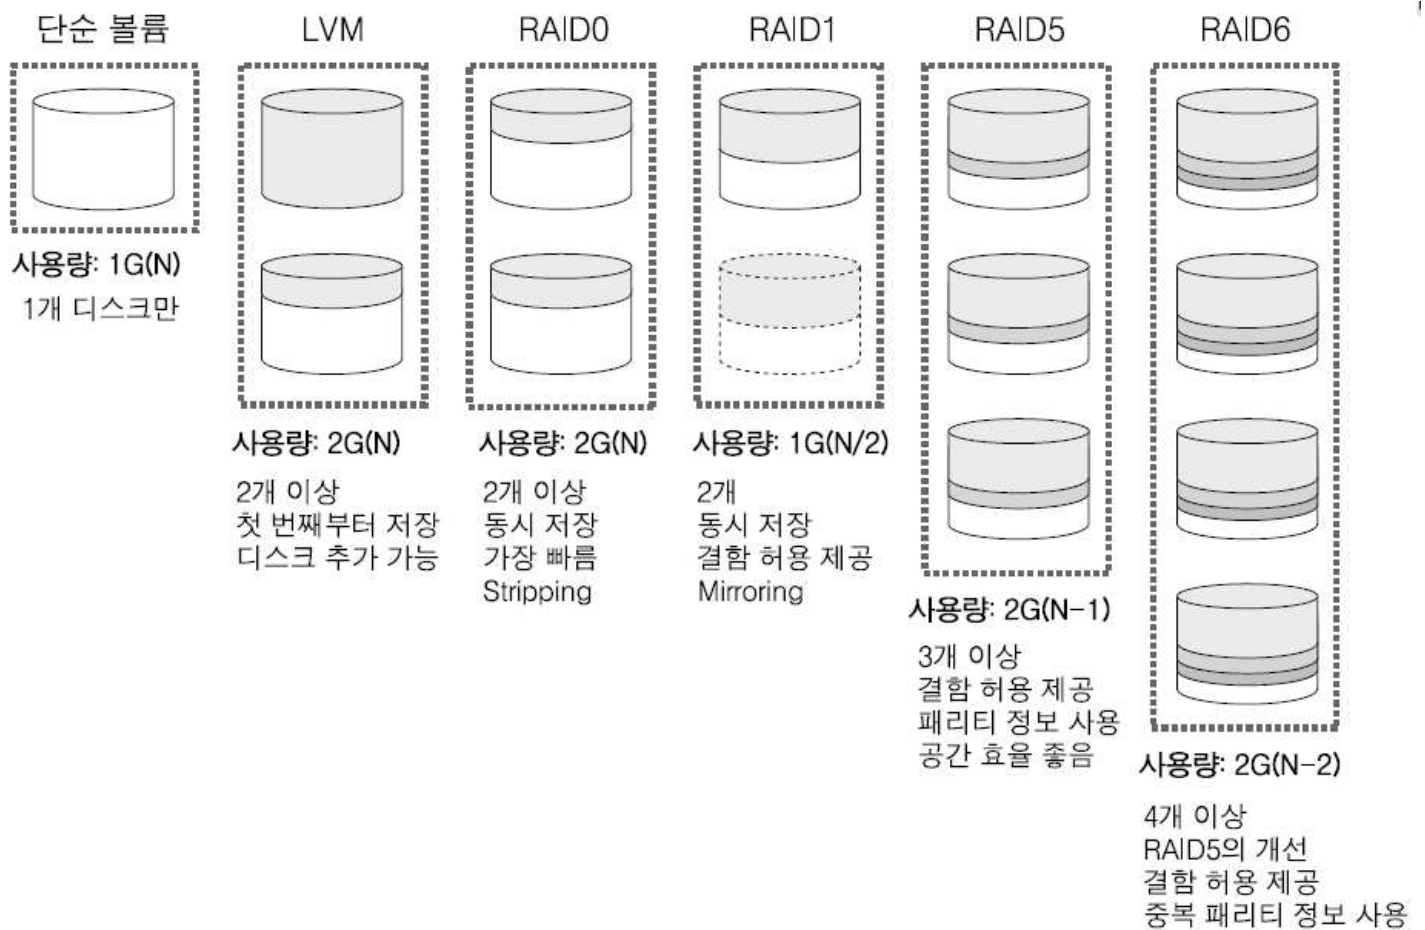 단순 볼륨
LVM
RAID0
RAID1
RAID5
RAID6
사용량: 1G(N)
1개 디스크만
사용량: 2G(N)
2개 이상
첫 번째부터 저장
디스크 추가 가능
사용량: 2G(N)
2개 이상
동시 저장
가장 빠름
Stripping
사용량: 1G(N/2)
2개
동시 저장
결함 허용 제공
Mirroring
사용량: 2G(N-1)
3개 이상
결함 허용 제공
패리티 정보 사용
공간 효율 좋음
사용량: 2G(N-2)
4개 이상
RAID5의 개선
결함 허용 제공
중복 패리티 정보 사용